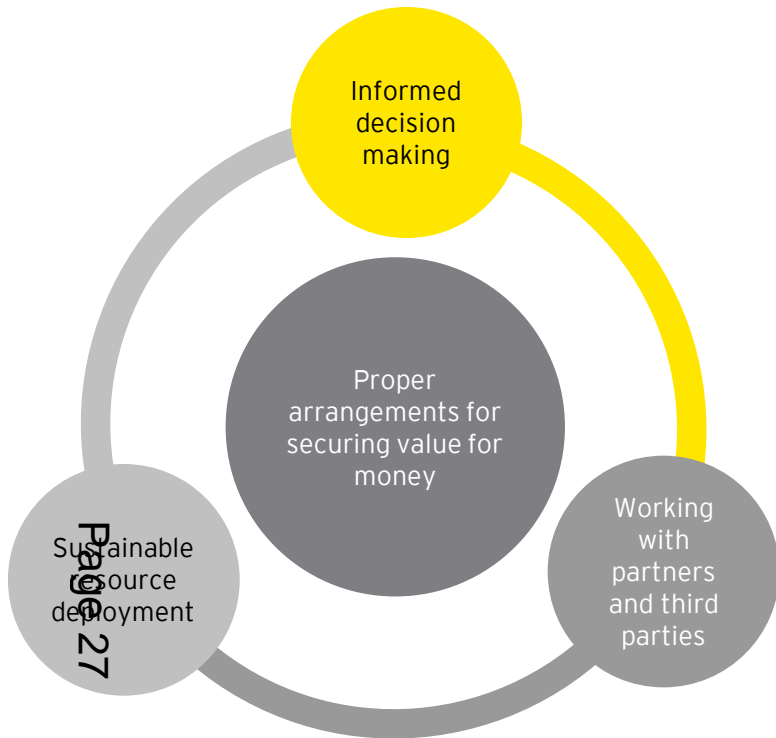 Informed
decision
making
Proper
arrangements for
securing value for
money
Sustainable
resource
deployment
Working
with
partners
and third
parties
Page 27